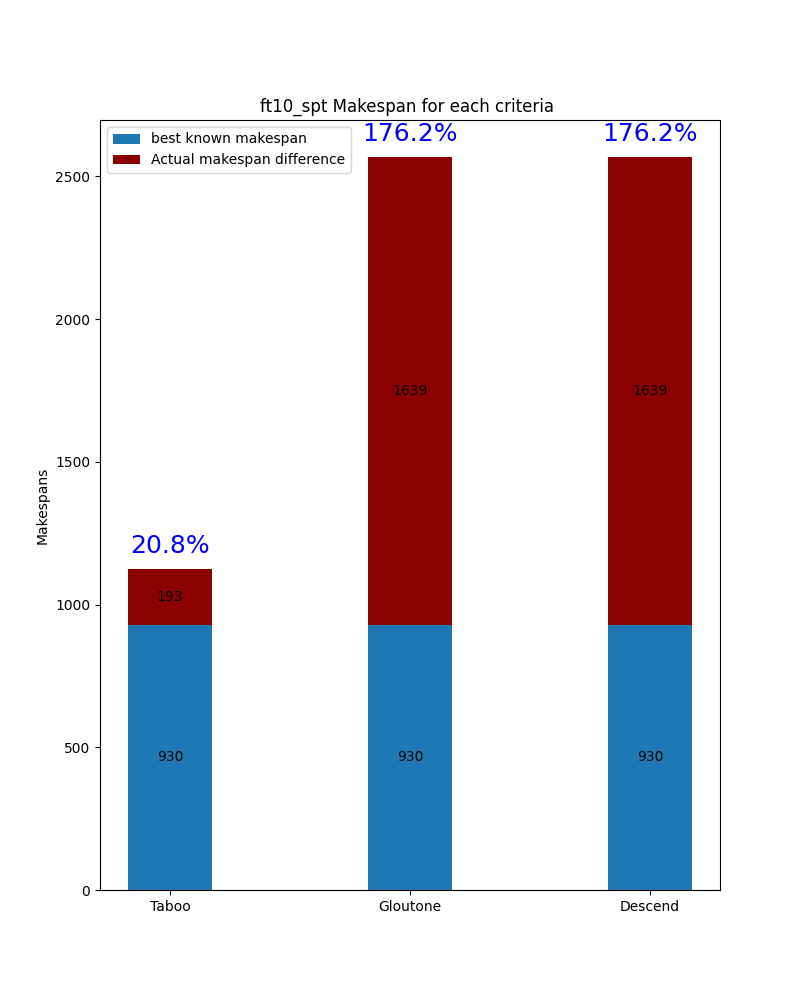 ft10_spt Makespan for each criteria
best known makespan
Actual makespan difference
176.2%
176.2%
2500
2000
1639
1639
1500
Makespans
20.8%
1000
193
930
930
930
500
0
Taboo
Gloutone
Descend